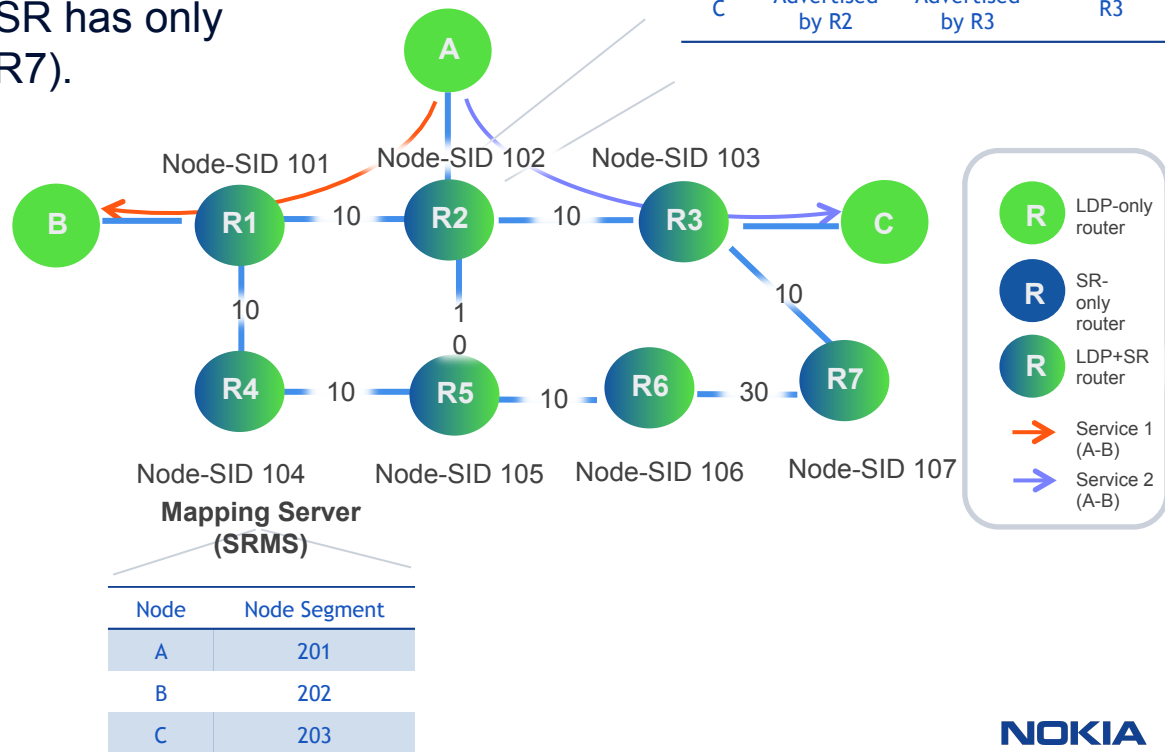 SR has only
R7).
C
Advertised
by R2
Advertised
by R3
R3
A
Node-SID 101
Node-SID 102
Node-SID 103
B
R1
10
R2
10
R3
C
10
1
0
10
R4
10
R5
10
R6
30
R7
Node-SID 104
Node-SID 105
Node-SID 106
Node-SID 107
Mapping Server
(SRMS)
Node Node Segment
A 201
B 202
C 203
R
LDP-only
router
R
SR-
only
router
R
LDP+SR
router
Service 1
(A-B)
Service 2
(A-B)
NOKIA